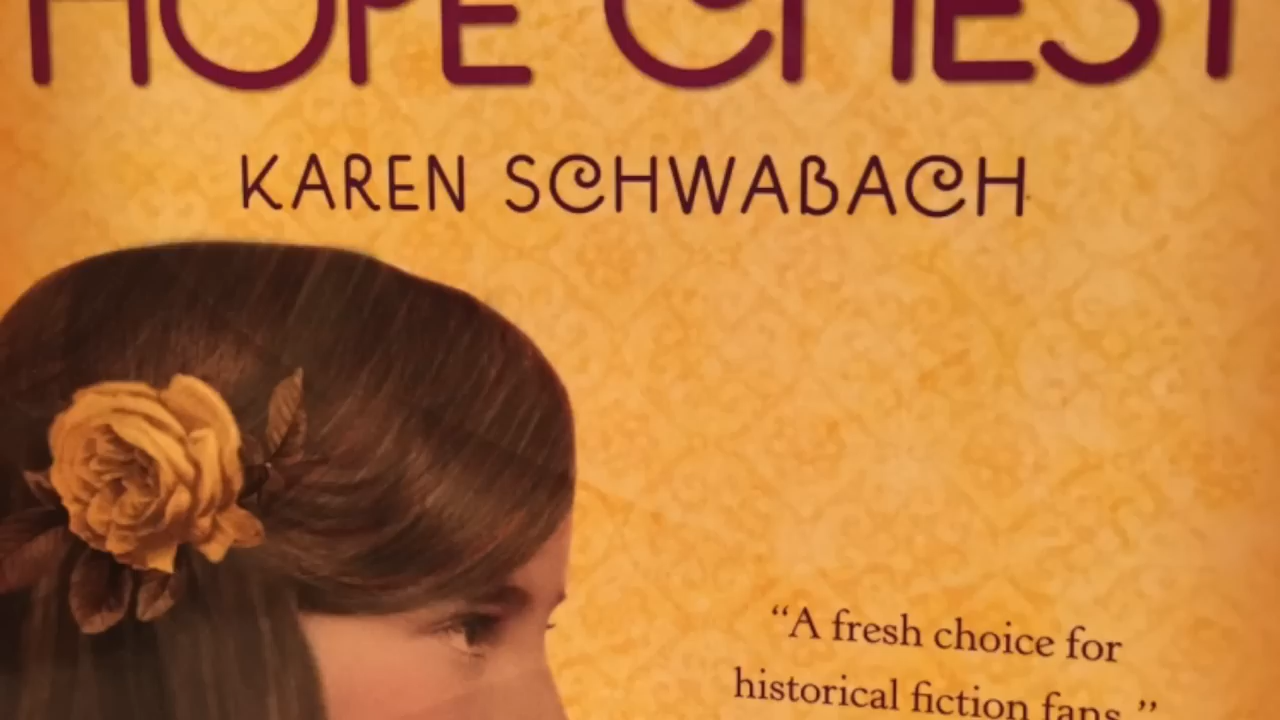 HOPE CHEST
KAREN SCHWABACH
“A fresh choice for
historical fiction fans.”